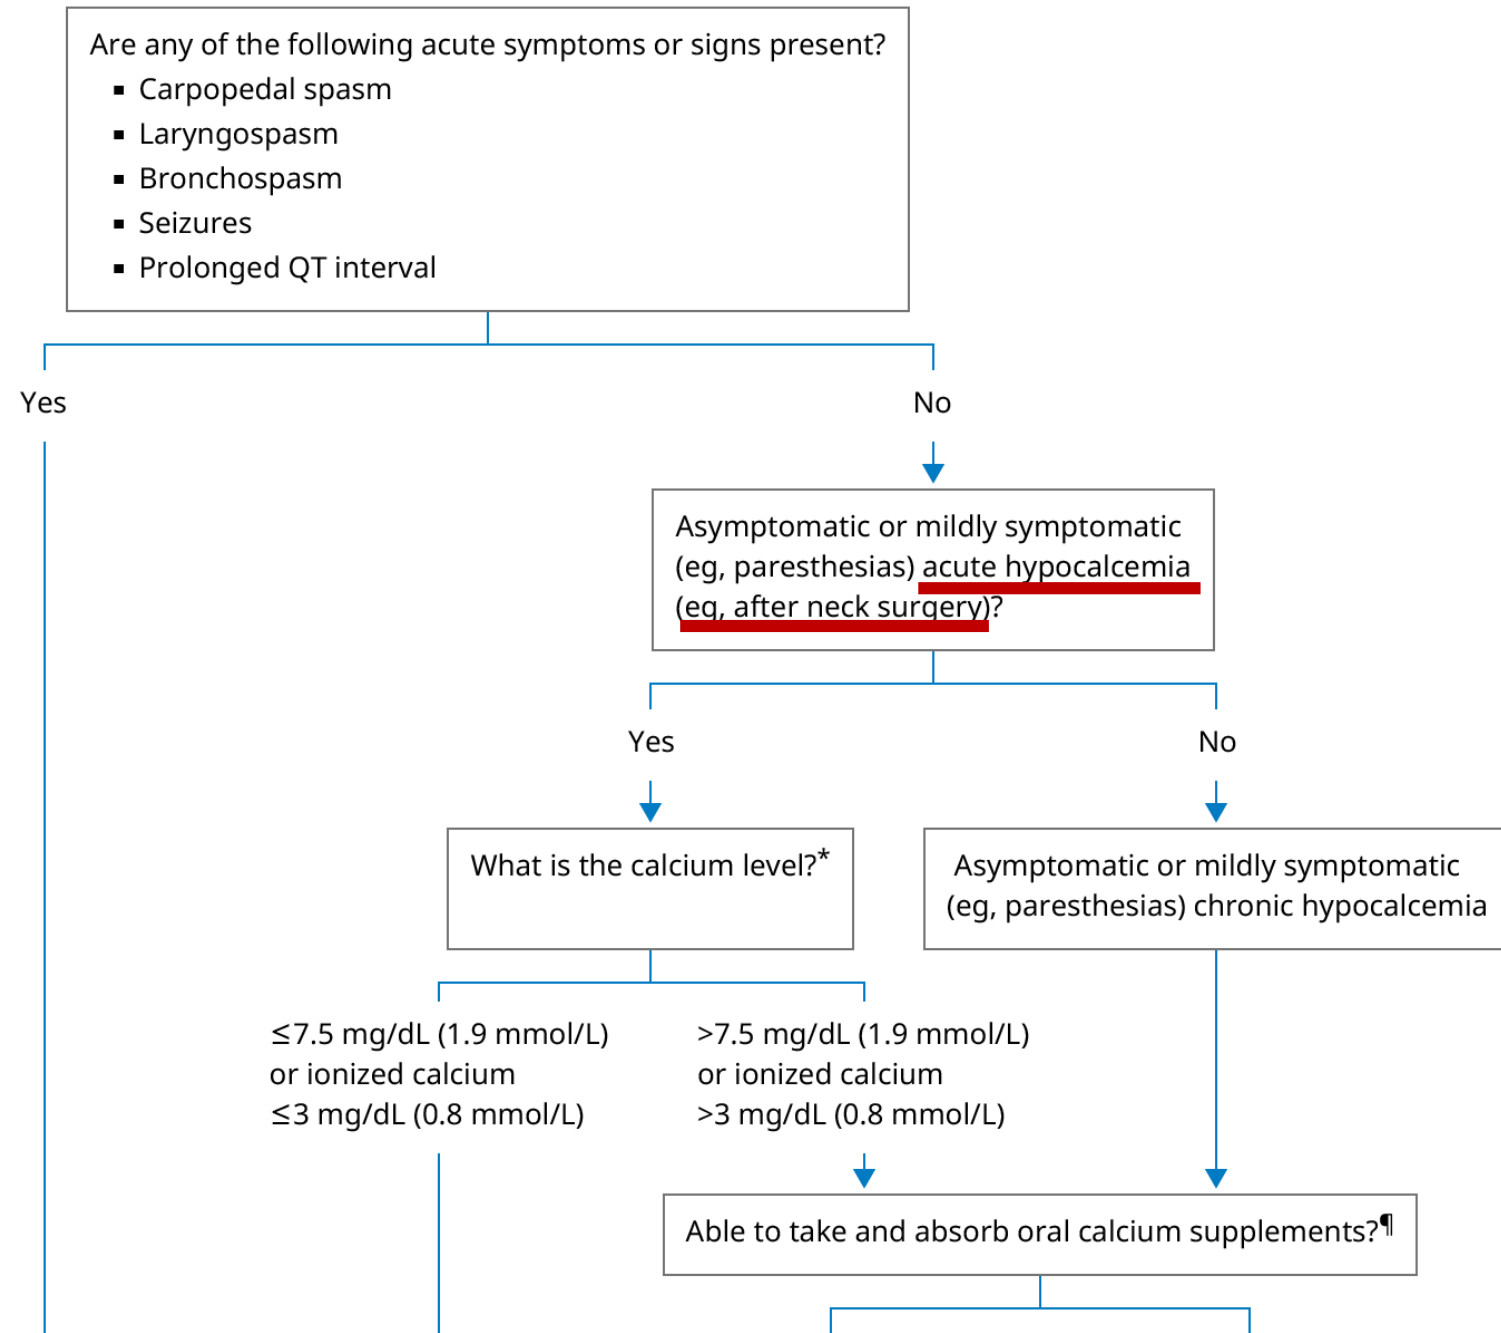 Are any of the following acute symptoms or signs present?
▪ Carpopedal spasm
▪ Laryngospasm
▪ Bronchospasm
▪ Seizures
▪ Prolonged QT interval
Yes
No
Asymptomatic or mildly symptomatic
(eg, paresthesias) acute hypocalcemia
(eg, after neck surgery)?
Yes
No
What is the calcium level?*
Asymptomatic or mildly symptomatic
(eg, paresthesias) chronic hypocalcemia
≤7.5 mg/dL (1.9 mmol/L)
or ionized calcium
≤3 mg/dL (0.8 mmol/L)
>7.5 mg/dL (1.9 mmol/L)
or ionized calcium
>3 mg/dL (0.8 mmol/L)
Able to take and absorb oral calcium supplements?¶